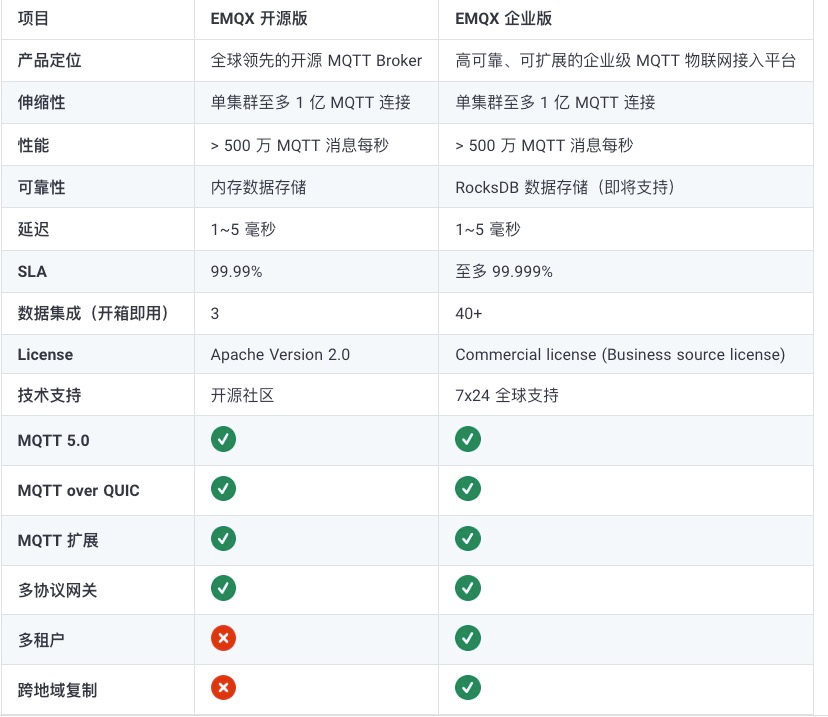 项目 EMQX 开源版 EMQX 企业版
产品定位 全球领先的开源 MQTT Broker 高可靠、可扩展的企业级 MQTT 物联网接入平台
伸缩性 单集群至多 1 亿 MQTT 连接 单集群至多 1 亿 MQTT 连接
性能 > 500 万 MQTT 消息每秒 > 500 万 MQTT 消息每秒
可靠性 内存数据存储 RocksDB 数据存储（即将支持）
延迟 1~5 毫秒 1~5 毫秒
SLA 99.99% 至多 99.999%
数据集成（开箱即用） 3 40+
License Apache Version 2.0 Commercial license (Business source license)
技术支持 开源社区 7x24 全球支持
MQTT 5.0
MQTT over QUIC
MQTT 扩展
多协议网关
多租户
跨地域复制